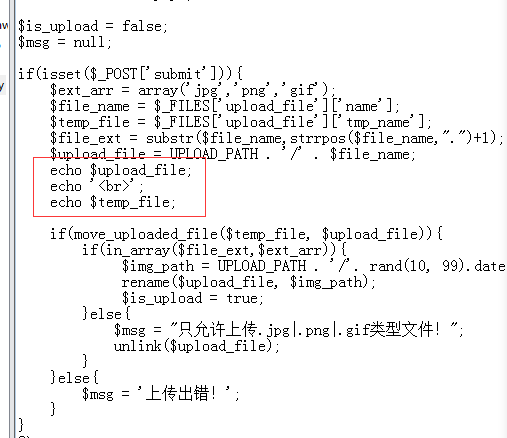 $is_upload = false;
$msg = null;
if(isset($_POST['submit'])){
$ext_arr = array('jpg','png','gif');
$file_name = $_FILES['upload_file']['name'];
$temp_file = $_FILES['upload_file']['tmp_name'];
$file_ext = substr($file_name,strrpos($file_name,".")+1);
$upload_file = UPLOAD_PATH . '/' . $file_name;
echo $upload_file;
echo '<br>';
echo $temp_file;
if(move_uploaded_file($temp_file, $upload_file)){
if(in_array($file_ext,$ext_arr)){
$img_path = UPLOAD_PATH . '/'. rand(10, 99).date
rename($upload_file, $img_path);
$is_upload = true;
}else{
$msg = "只允许上传.jpg|.png|.gif类型文件！";
unlink($upload_file);
}
}else{
$msg = '上传出错！';
}
}